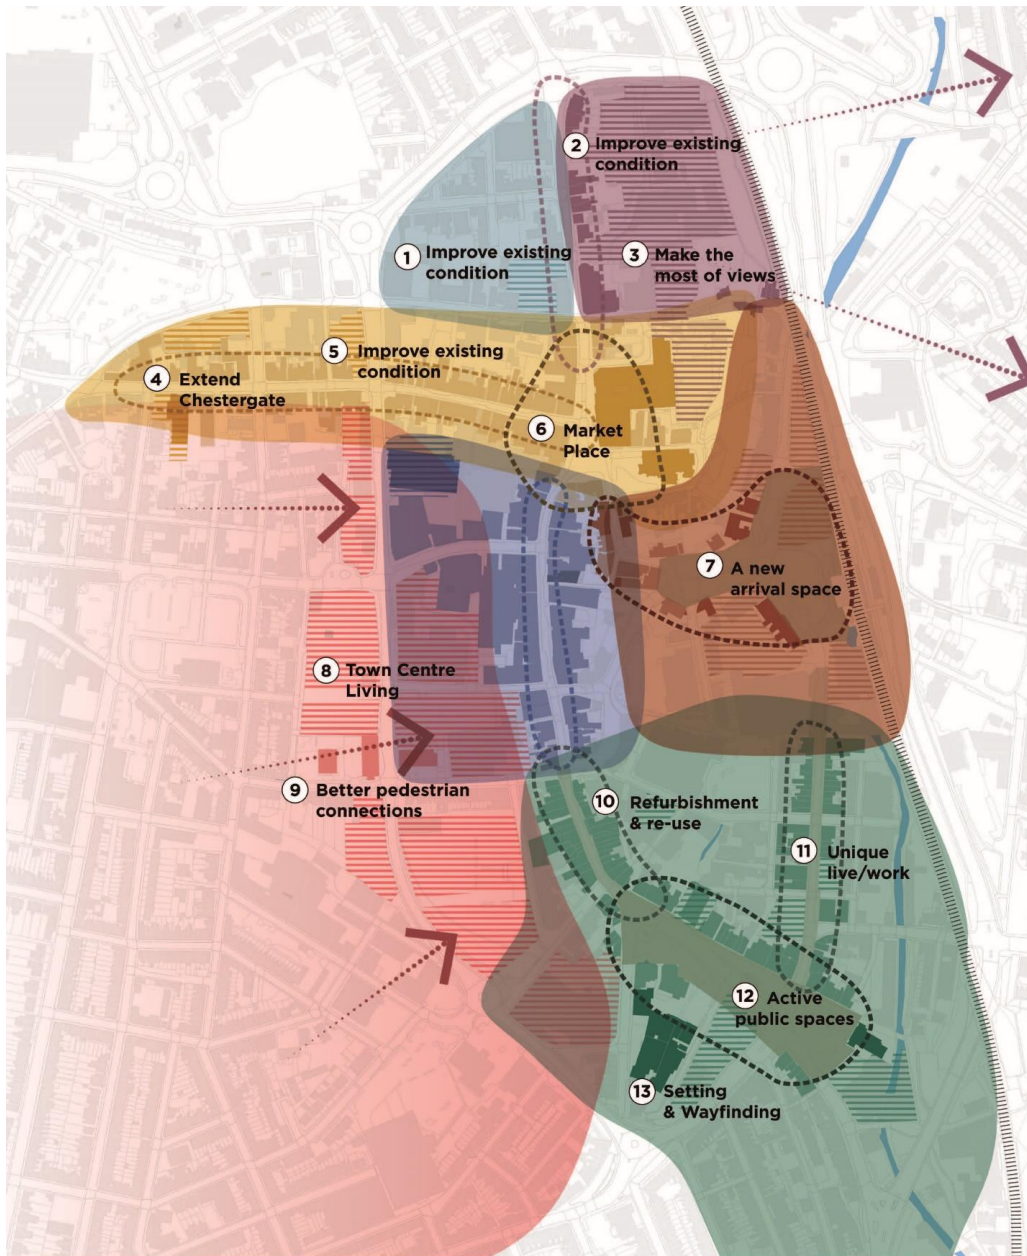 2 Improve existing
condition
1 Improve existing
condition
3 Make the
most of views
5 Improve existing
condition
4 Extend
Chestergate
6 Market
Place
7 A new
arrival space
8 Town Centre
Living
9 Better pedestrian
connections
10 Refurbishment
& re-use
11 Unique
live/work
12 Active
public spaces
13 Setting
& Wayfinding